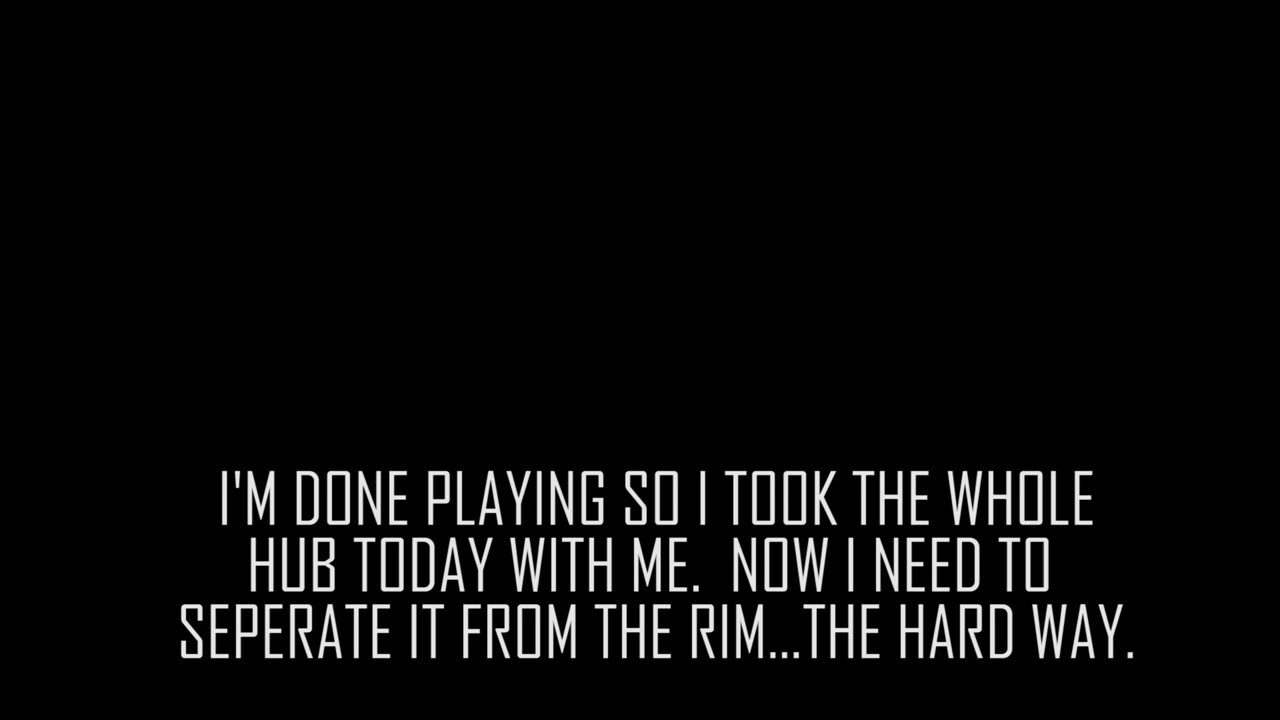 I'M DONE PLAYING SO I TOOK THE WHOLE
HUB TODAY WITH ME.  NOW I NEED TO
SEPERATE IT FROM THE RIM...THE HARD WAY.